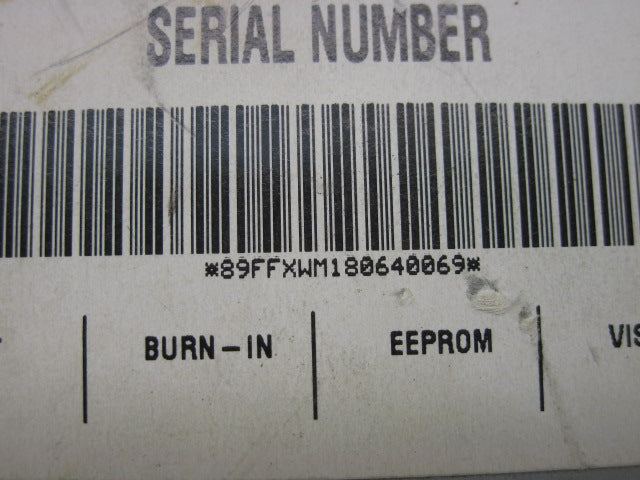 SERIAL NUMBER
*89FFXWM180640069*
BURN-IN EEPROM